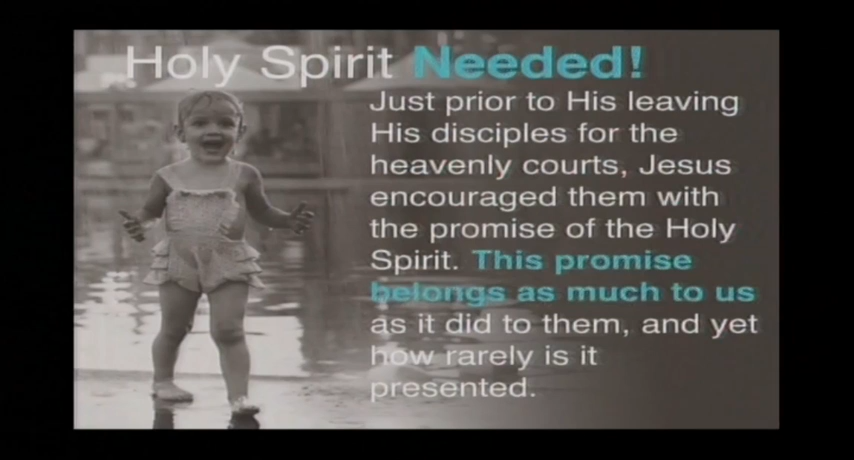 Holy Spirit Needed!
Just prior to His leaving
His disciples for the
heavenly courts, Jesus
encouraged them with
the promise of the Holy
Spirit. This promise
belongs as much to us
as it did to them, and yet
how rarely is it
presented.